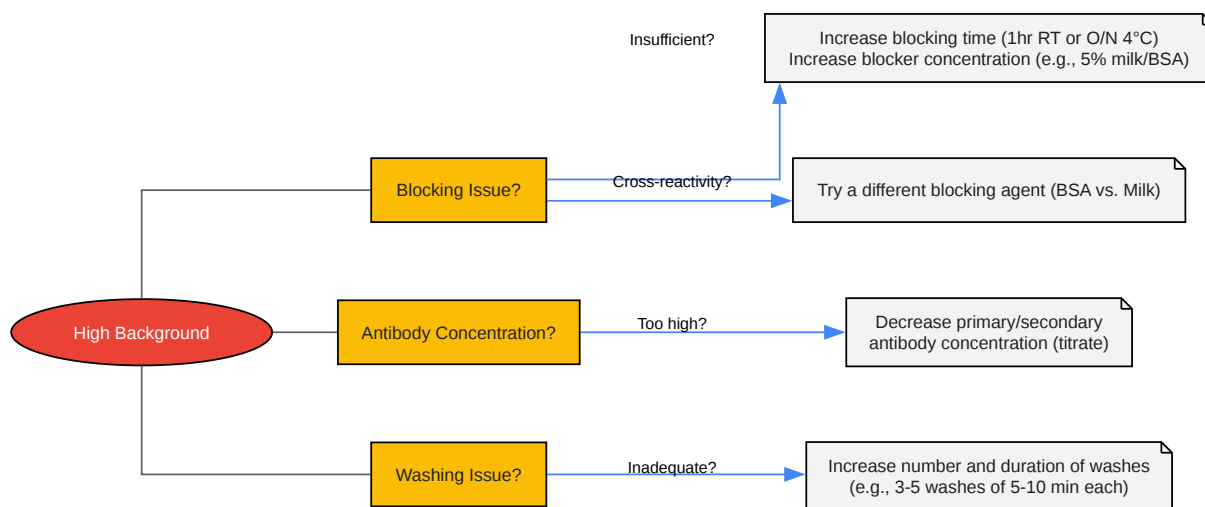 Insufficient?
Increase blocking time (1hr RT or O/N 4°C)
Increase blocker concentration (e.g., 5% milk/BSA)
Blocking Issue?
Cross-reactivity?
Try a different blocking agent (BSA vs. Milk)
High Background
Antibody Concentration?
Too high?
Decrease primary/secondary
antibody concentration (titrate)
Washing Issue?
Inadequate?
Increase number and duration of washes
(e.g., 3-5 washes of 5-10 min each)